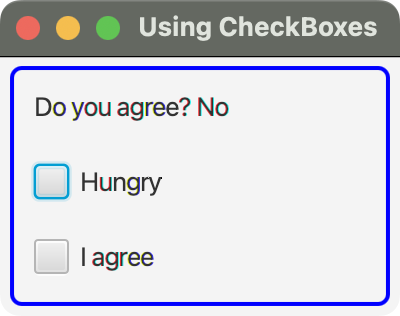 Using CheckBoxes
Do you agree? No
Hungry
I agree